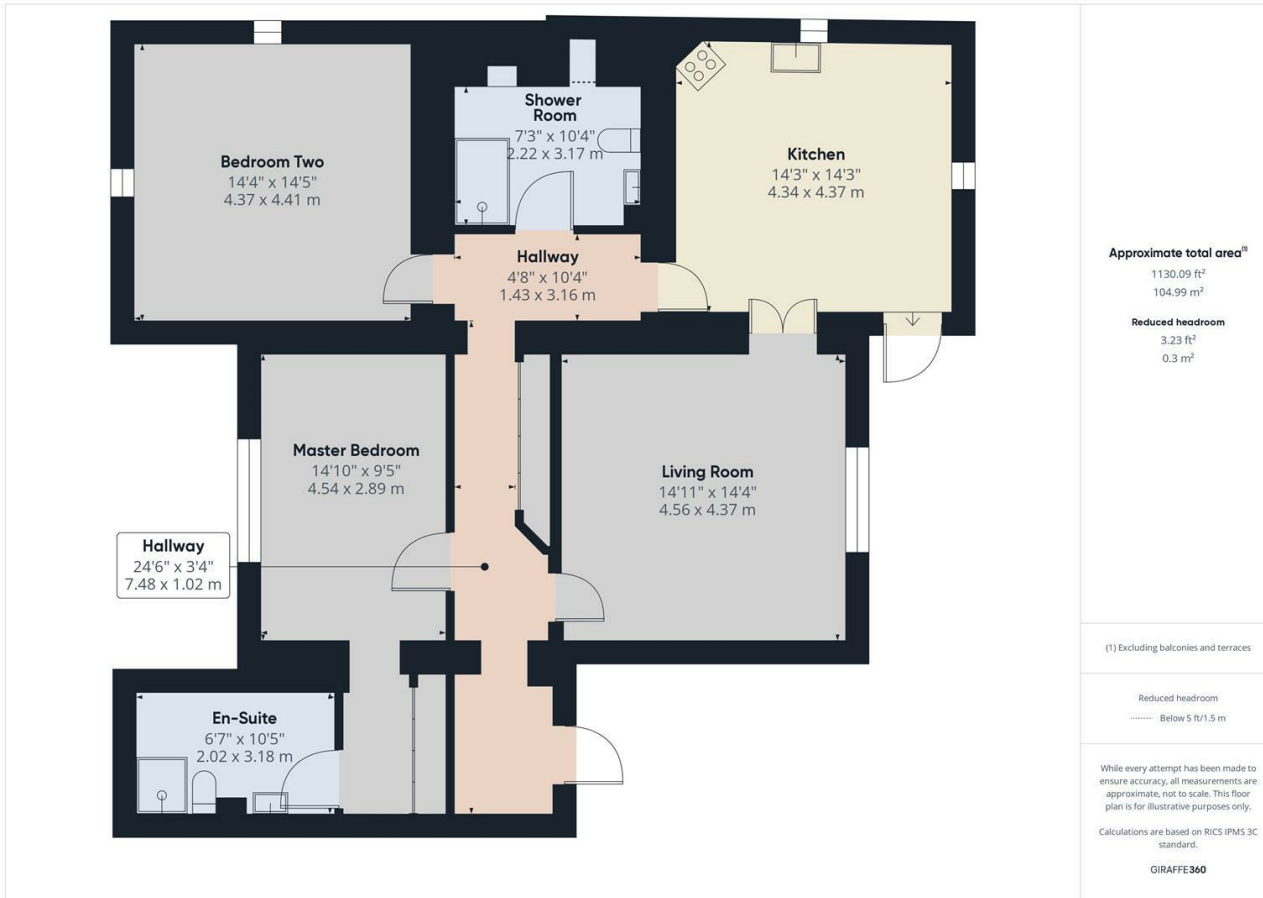 Bedroom Two
14'4" x 14'5"
4.37 x 4.41 m
Shower
Room
7'3" x 10'4"
2.22 x 3.17 m
Kitchen
14'3" x 14'3"
4.34 x 4.37 m
Hallway
4'8" x 10'4"
1.43 x 3.16 m
Master Bedroom
14'10" x 9'5"
4.54 x 2.89 m
Living Room
14'11" x 14'4"
4.56 x 4.37 m
Hallway
24'6" x 3'4"
7.48 x 1.02 m
En-Suite
6'7" x 10'5"
2.02 x 3.18 m
Approximate total area(1)
1130.09 ft²
104.99 m²
Reduced headroom
3.23 ft²
0.3 m²
(1) Excluding balconies and terraces
Reduced headroom
Below 5 ft/1.5 m
While every attempt has been made to
ensure accuracy, all measurements are
approximate, not to scale. This floor
plan is for illustrative purposes only.
Calculations are based on RICS IPMS 3C
standard.
GIRAFFE360